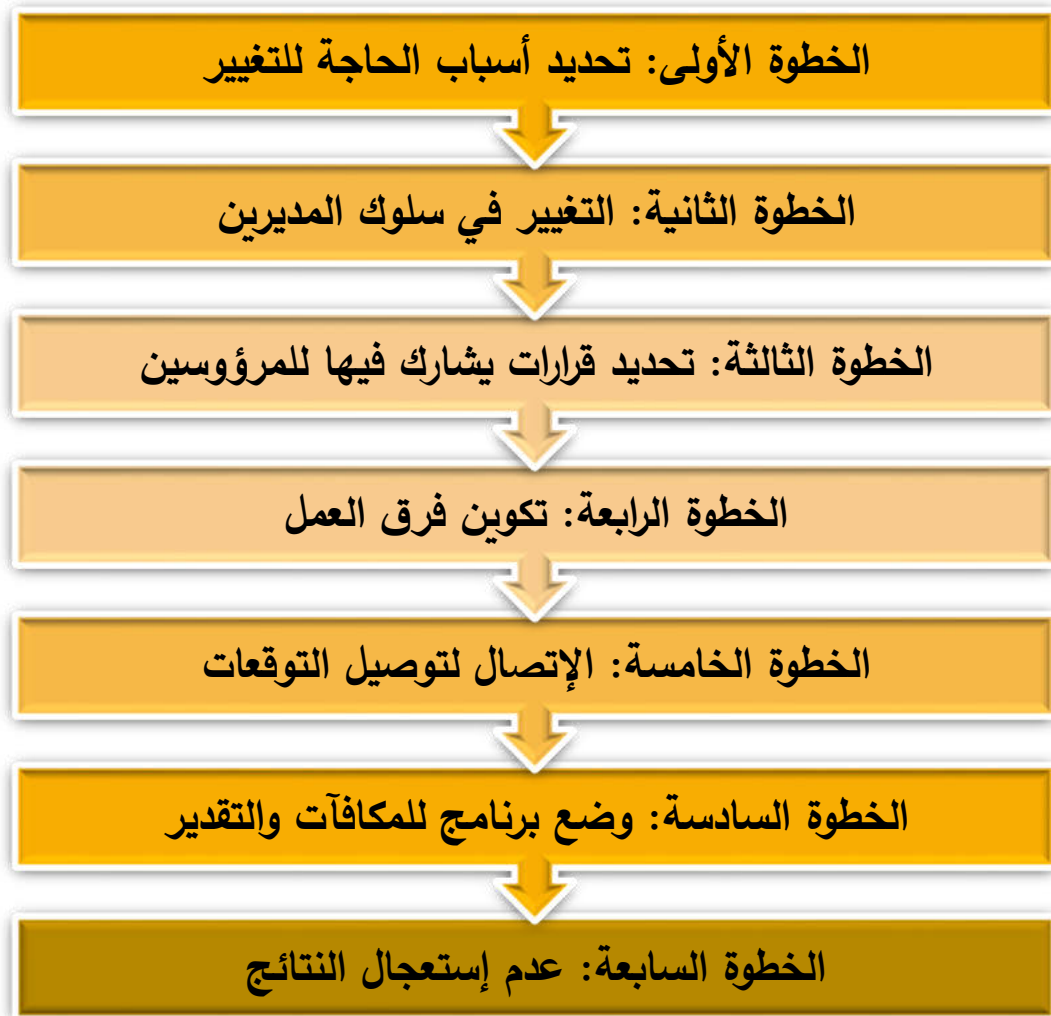 الخطوة الأولى: تحديد أسباب الحاجة للتغيير
الخطوة الثانية: التغيير في سلوك المديرين
الخطوة الثالثة: تحديد قرارات يشارك فيها للمرؤوسين
الخطوة الرابعة: تكوين فرق العمل
الخطوة الخامسة: الإتصال لتوصيل التوقعات
الخطوة السادسة: وضع برنامج للمكافآت والتقدير
الخطوة السابعة: عدم إستعجال النتائج